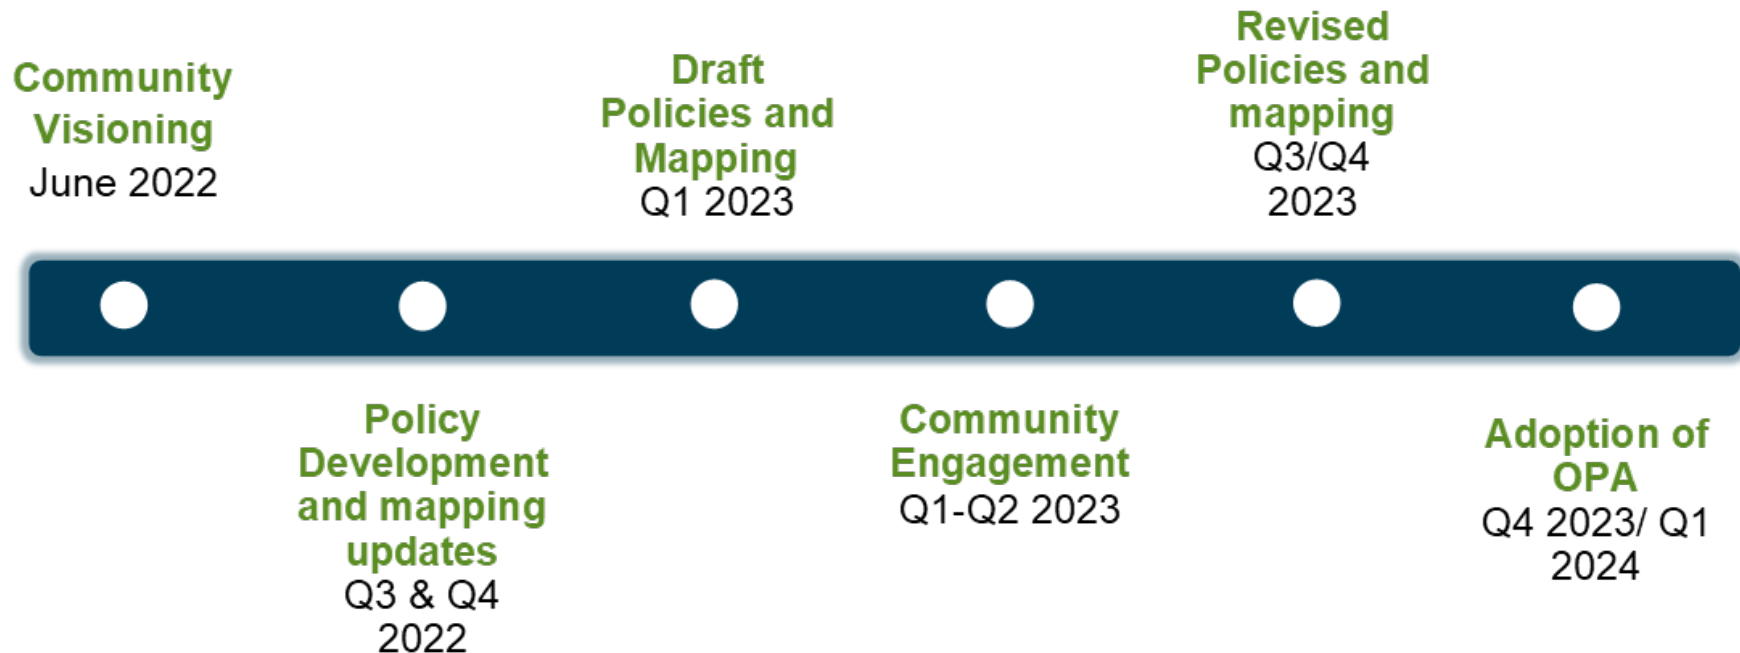 Community
Visioning
June 2022
Policy
Development
and mapping
updates
Q3 & Q4
2022
Draft
Policies and
Mapping
Q1 2023
Community
Engagement
Q1-Q2 2023
Revised
Policies and
mapping
Q3/Q4
2023
Adoption of
OPA
Q4 2023/ Q1
2024